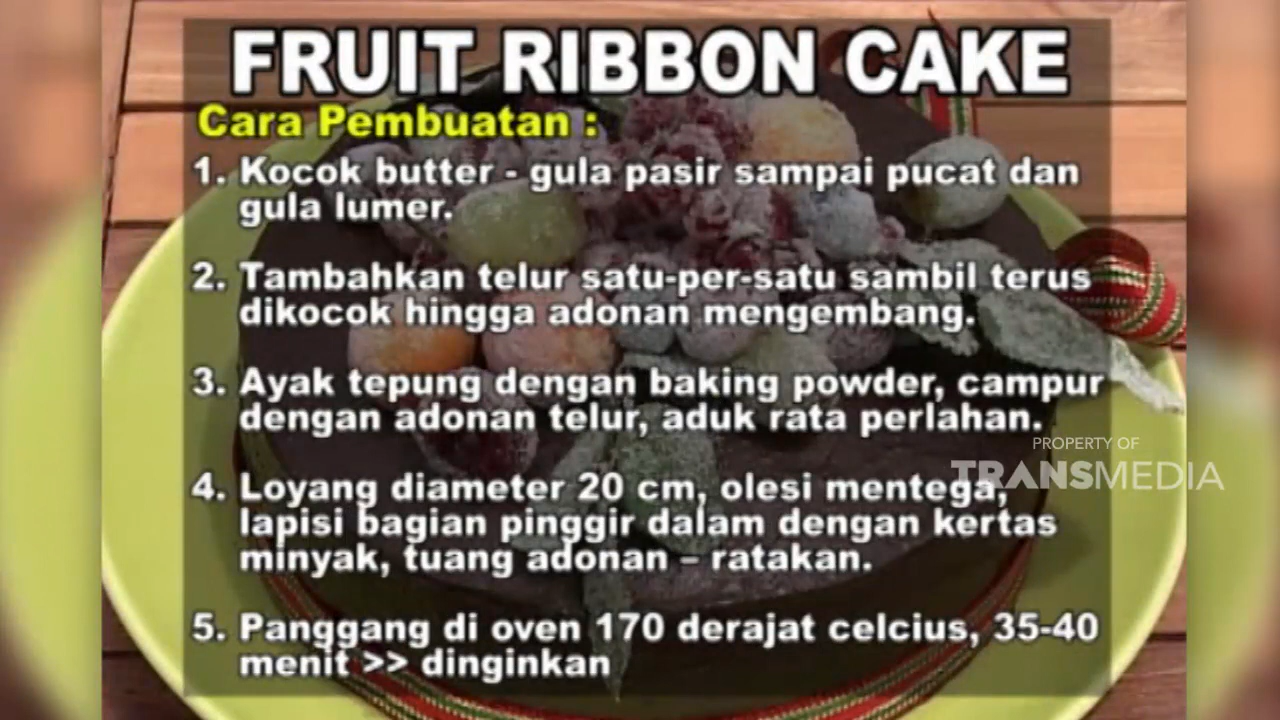 FRUIT RIBBON CAKE
Cara Pembuatan :
1. Kocok butter - gula pasir sampai pucat dan
gula lumer.
2. Tambahkan telur satu-per-satu sambil terus
dikocok hingga adonan mengembang.
3. Ayak tepung dengan baking powder, campur
dengan adonan telur, aduk rata perlahan.
4. Loyang diameter 20 cm, olesi mentega,
lapisi bagian pinggir dalam dengan kertas
minyak, tuang adonan – ratakan.
5. Panggang di oven 170 derajat celcius, 35-40
menit >> dinginkan
PROPERTY OF
TRANSMEDIA